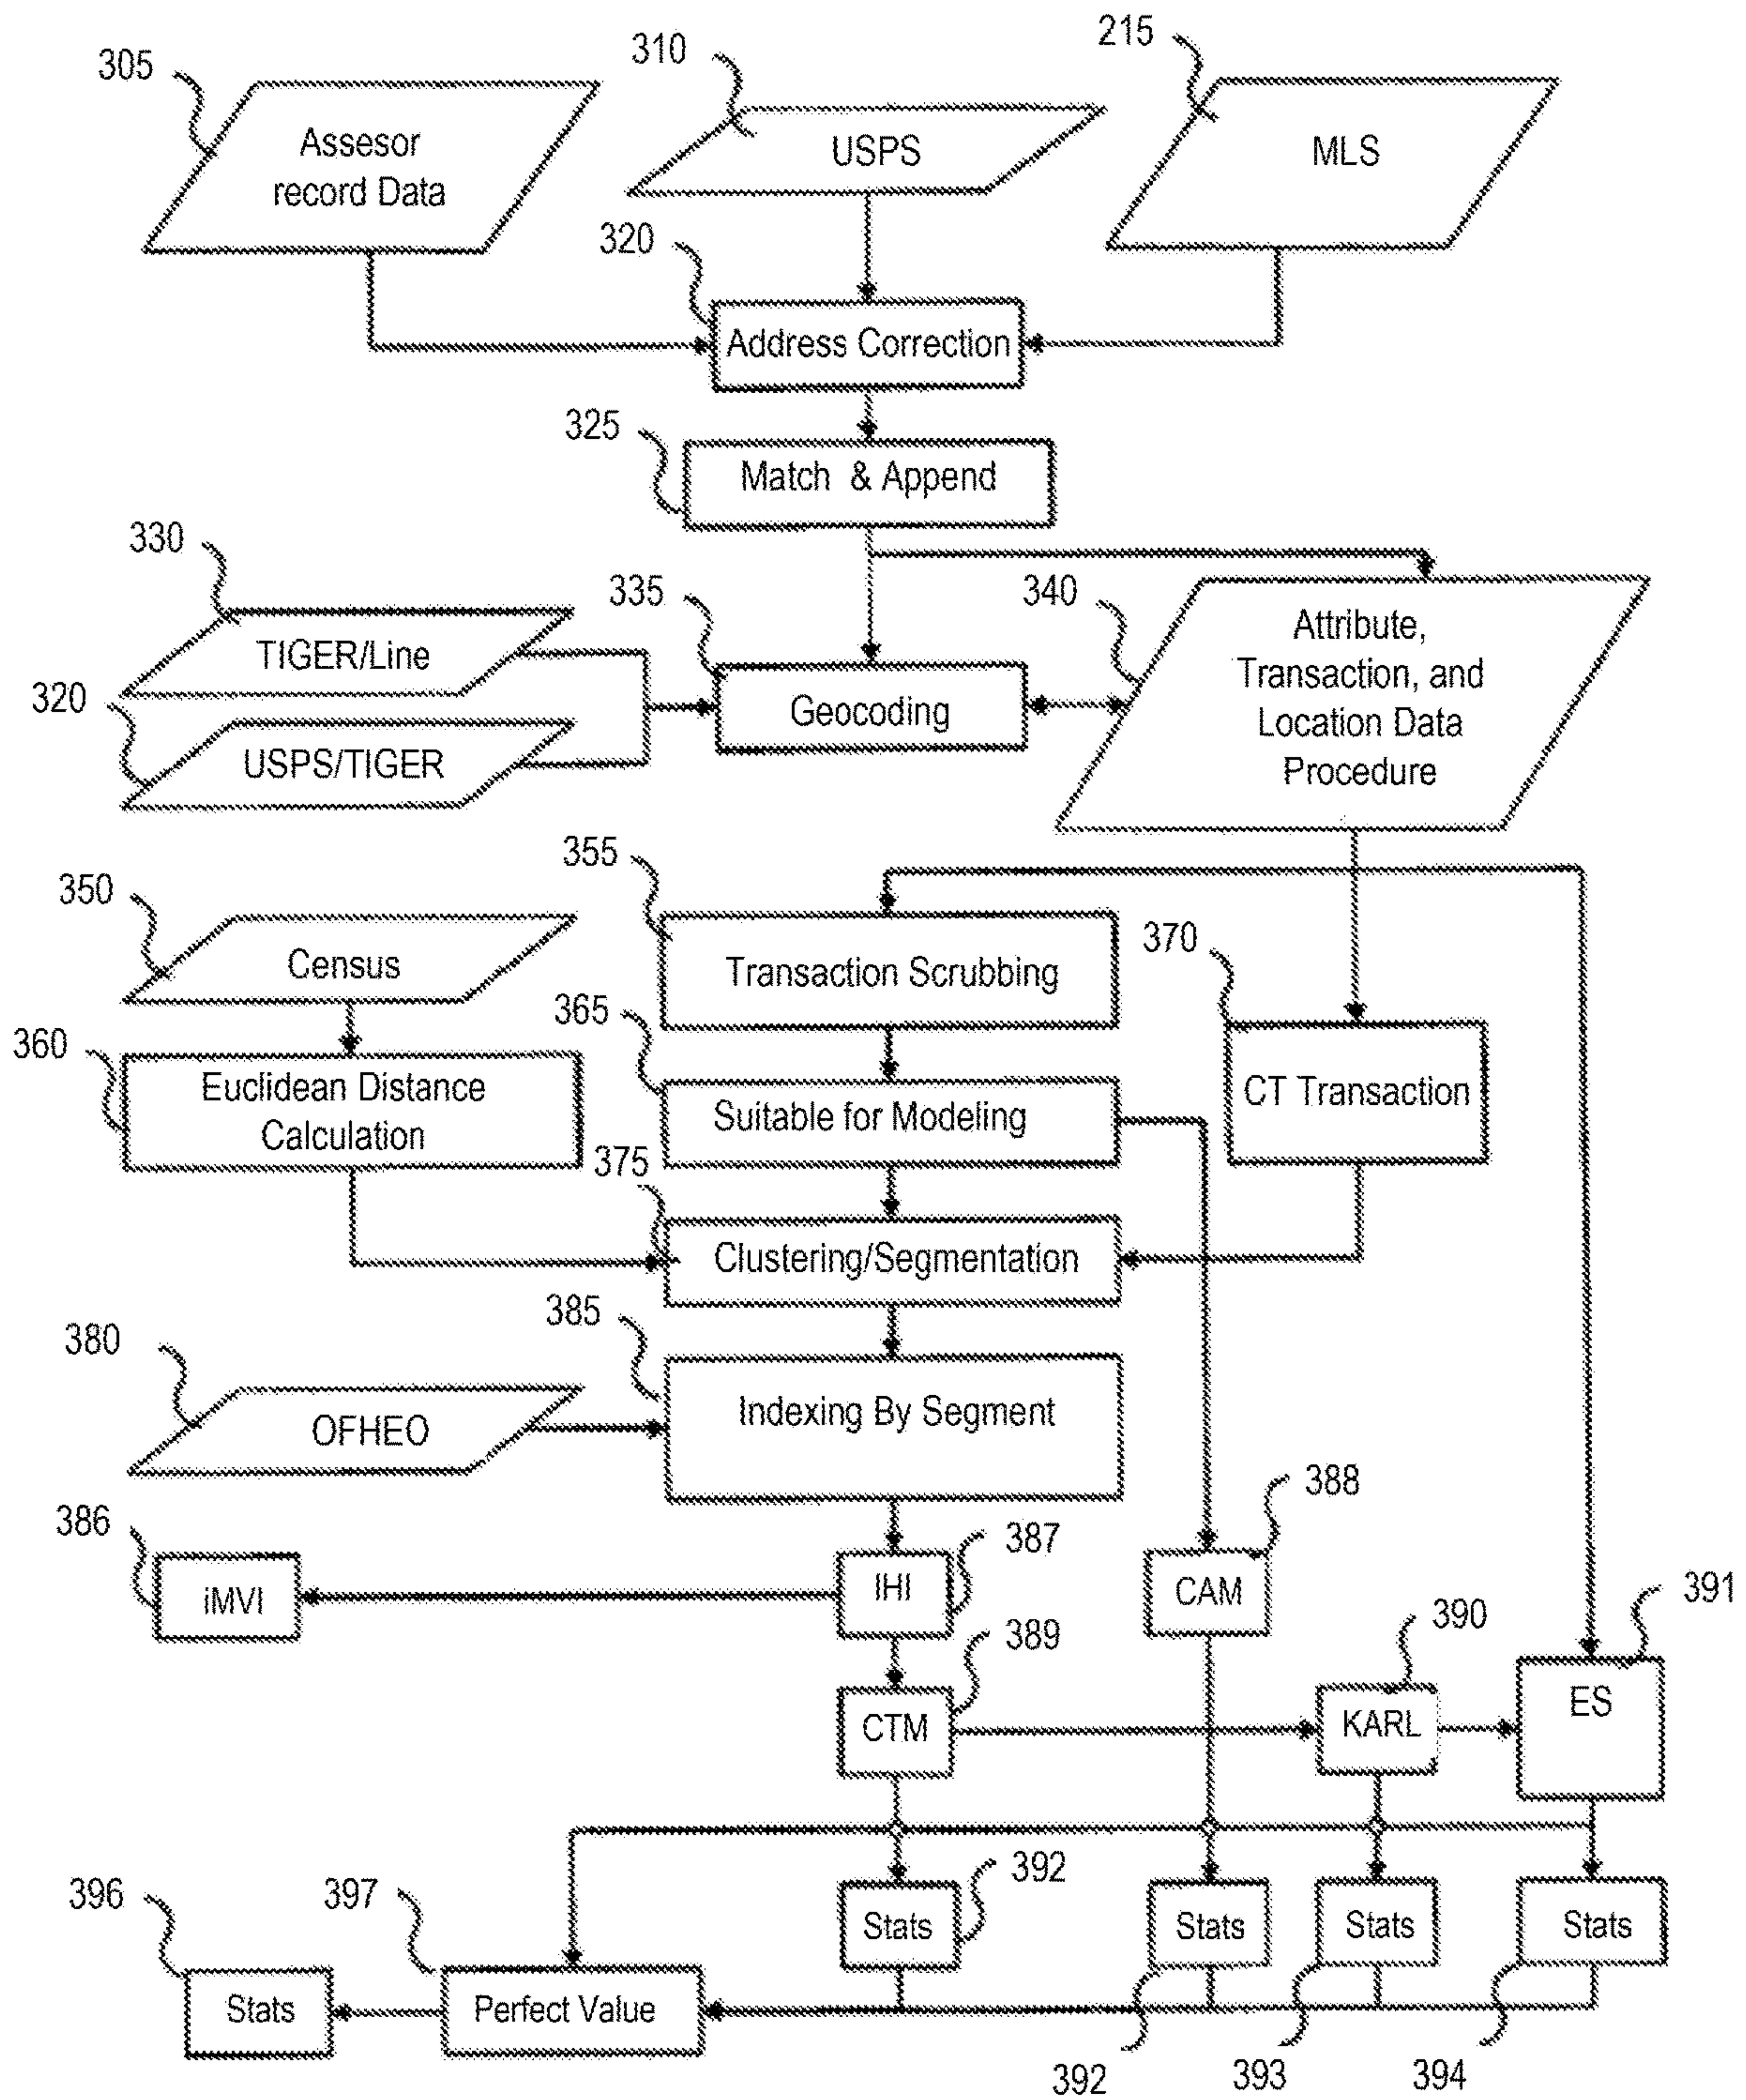 305
310
215
Assesor
record Data
USPS
MLS
320
Address Correction
325
Match & Append
330
335
340
TIGER/Line
320
USPS/TIGER
Geocoding
Attribute,
Transaction, and
Location Data
Procedure
355
350
370
Census
Transaction Scrubbing
365
360
Euclidean Distance
Calculation
Suitable for Modeling
CT Transaction
375
Clustering/Segmentation
385
380
OFHEO
Indexing By Segment
388
386
387
iMVI
IHI
CAM
391
390
389
CTM
KARL
ES
392
396
397
Stats
Stats
Stats
Stats
Stats
Perfect Value
392
393
394